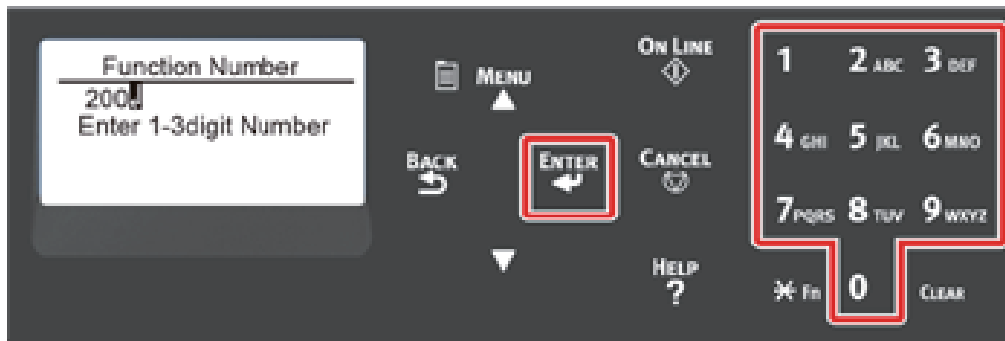 Function Number
200
Enter 1-3digit Number
MENU
BACK
ENTER
ON LINE
CANCEL
HELP
?
1 2 ABC 3 DEF
4 GHI 5 JKL 6 MNO
7 PQRS 8 TUV 9 WXYZ
* Fn 0 CLEAR